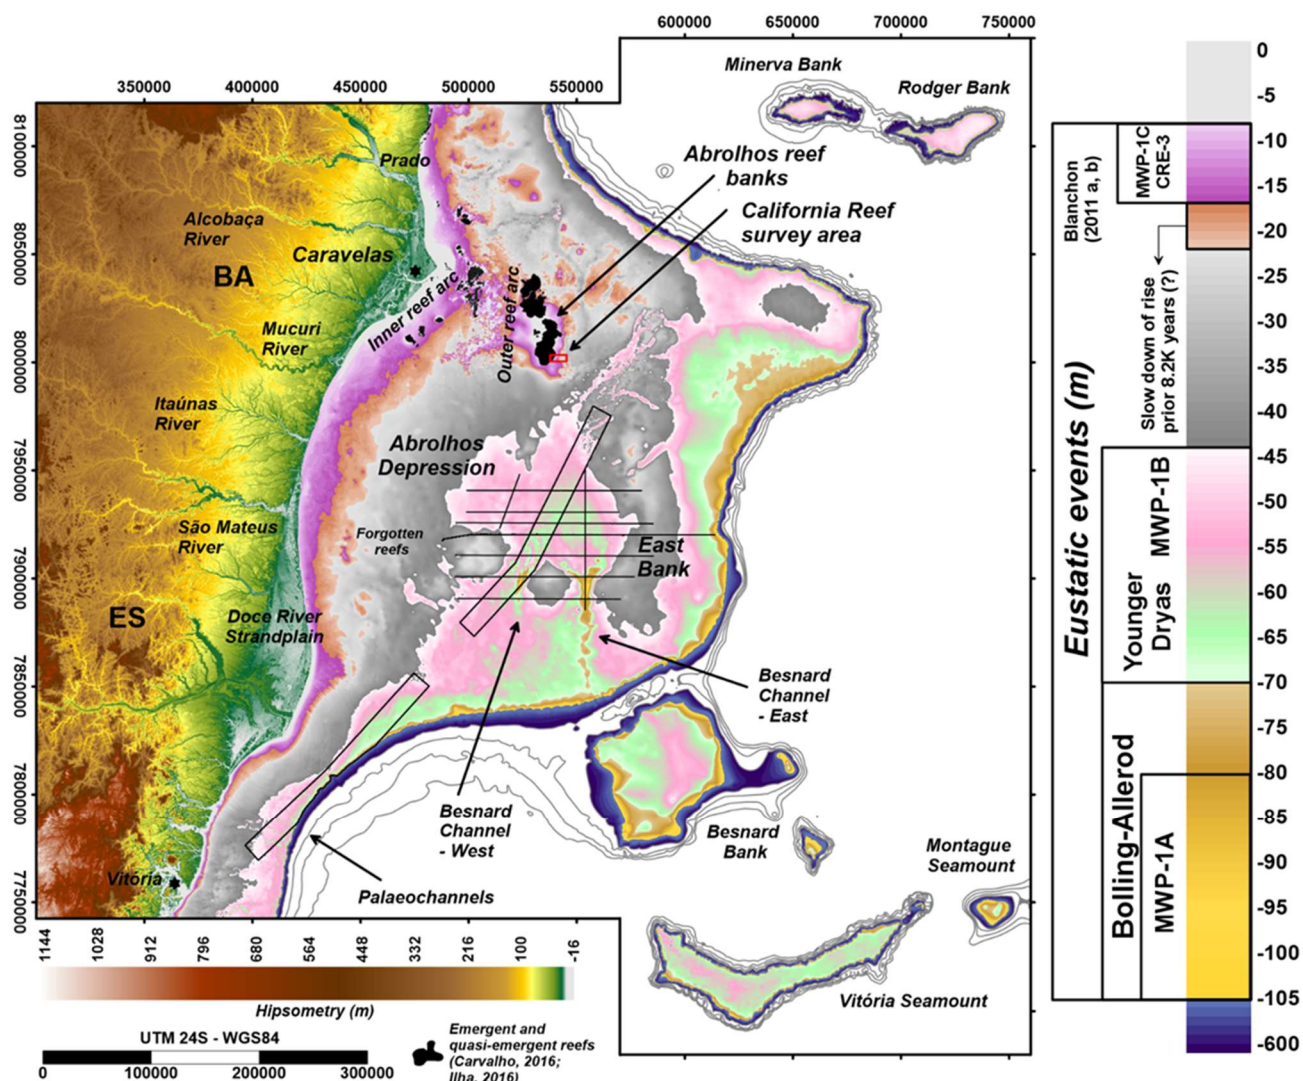 600000
650000
700000
750000
Minerva Bank
Rodger Bank
350000
400000
450000
500000
550000
8100000
8050000
8000000
7950000
7900000
7850000
7800000
7750000
Prado
Alcobaça
River
BA
Caravelas
Mucuri
River
Inner reef arc
Outer reef arc
Abrolhos reef
banks
California Reef
survey area
Itaúnas
River
Abrolhos
Depression
São Mateus
River
Forgotten
reefs
East
Bank
ES
Doce River
Strandplain
Besnard
Channel
- East
Besnard
Channel
- West
Besnard
Bank
Palaeochannels
Vitória
Montague
Seamount
Vitória Seamount
1144
1028
912
796
680
564
448
332
216
100
-16
Hipsometry (m)
UTM 24S - WGS84
0
100000
200000
300000
Emergent and
quasi-emergent reefs
(Carvalho, 2016;
Ilha, 2016)
Eustatic events (m)
Blanchon
(2011 a, b)
MWP-1C
CRE-3
Slow down of rise
prior 8.2K years (?)
MWP-1B
Younger
Dryas
Bolling-Allerod
MWP-1A
0
-5
-10
-15
-20
-25
-30
-35
-40
-45
-50
-55
-60
-65
-70
-75
-80
-85
-90
-95
-100
-105
-600